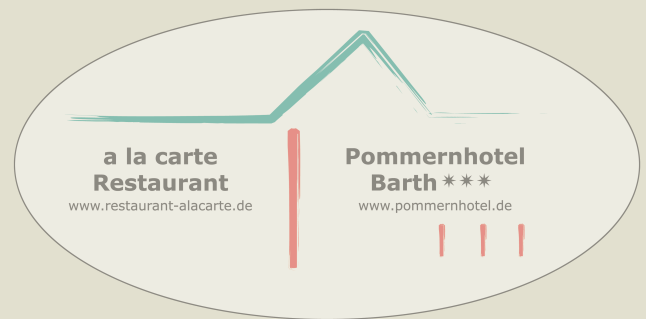 a la carte
Restaurant
www.restaurant-alacarte.de
Pommernhotel
Barth ✷✷✷
www.pommernhotel.de